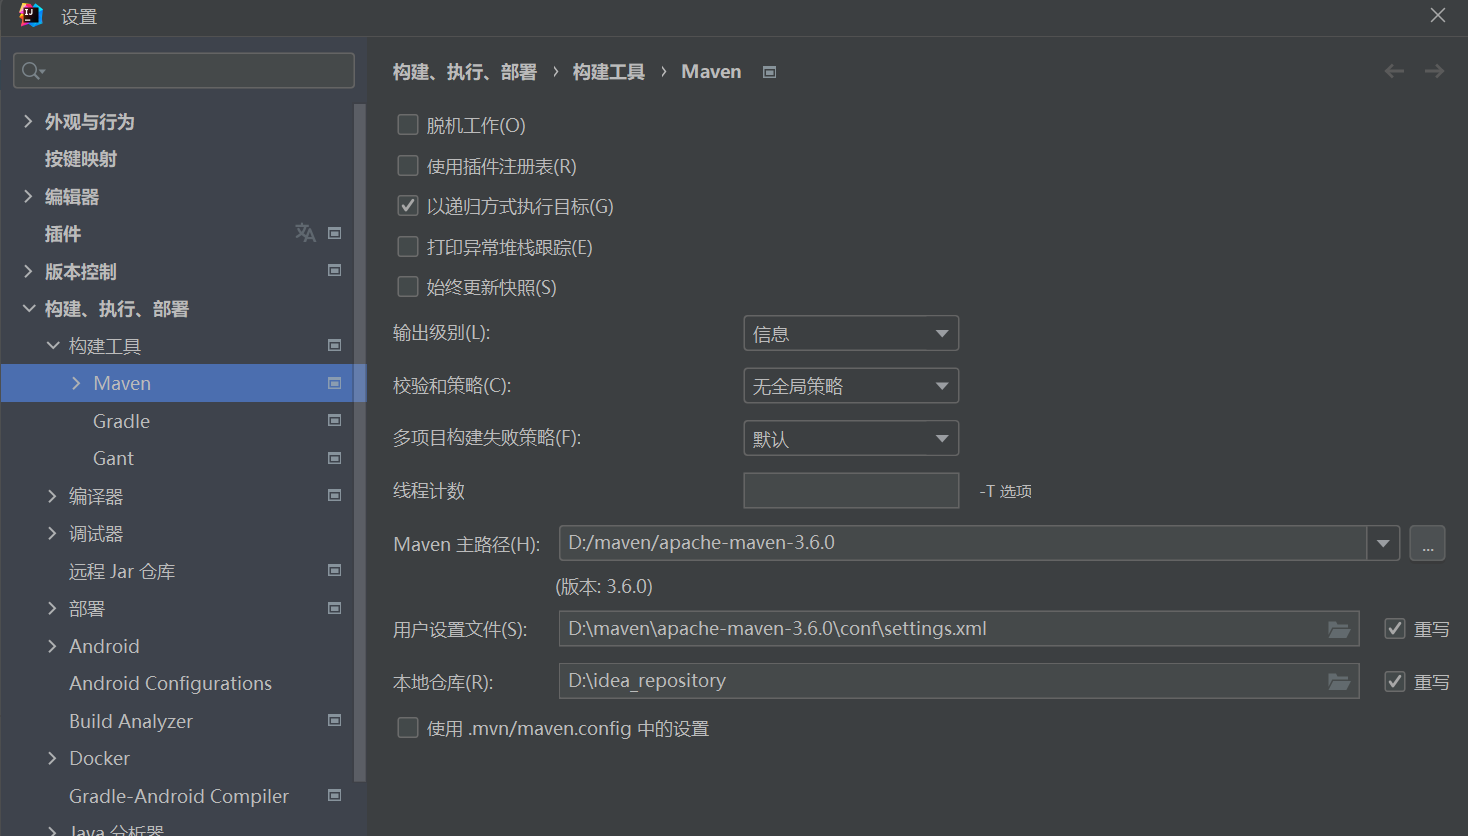 设置
外观与行为
按键映射
编辑器
插件
版本控制
构建、执行、部署
构建工具
Maven
Gradle
Gant
编译器
调试器
远程 Jar 仓库
部署
Android
Android Configurations
Build Analyzer
Docker
Gradle-Android Compiler
Java 分析器
构建、执行、部署 › 构建工具 › Maven
脱机工作(O)
使用插件注册表(R)
以递归方式执行目标(G)
打印异常堆栈跟踪(E)
始终更新快照(S)
输出级别(L): 信息
校验和策略(C): 无全局策略
多项目构建失败策略(F): 默认
线程计数 -T 选项
Maven 主路径(H): D:/maven/apache-maven-3.6.0 ...
(版本: 3.6.0)
用户设置文件(S): D:\maven\apache-maven-3.6.0\conf\settings.xml 重写
本地仓库(R): D:\idea_repository 重写
使用 .mvn/maven.config 中的设置